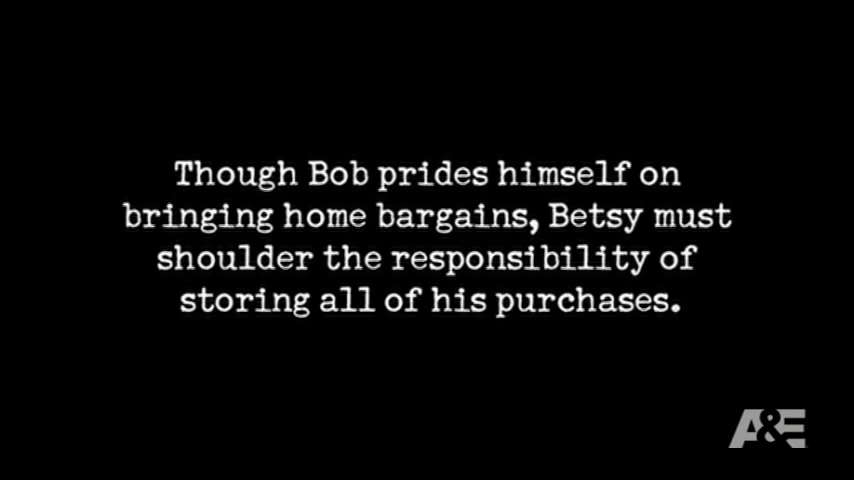 Though Bob prides himself on
bringing home bargains, Betsy must
shoulder the responsibility of
storing all of his purchases.
A&E